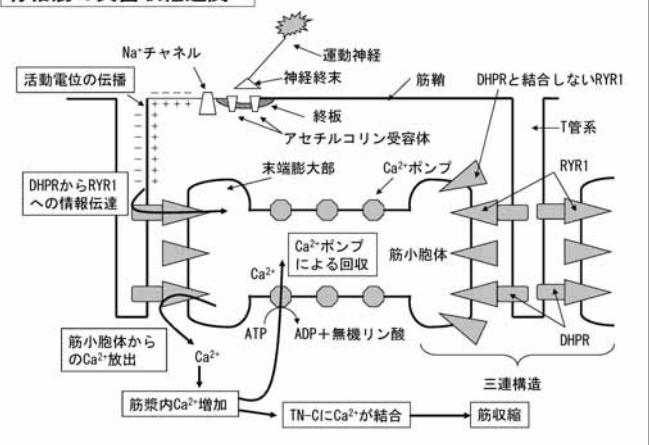 運動神経
Na⁺チャネル
神経終末
活動電位の伝播
筋鞘
DHPRと結合しないRYR1
終板
アセチルコリン受容体
T管系
末端膨大部
Ca²⁺ポンプ
RYR1
DHPRからRYR1
への情報伝達
Ca²⁺ポンプ
による回収
筋小胞体
Ca²⁺
ATP
ADP+無機リン酸
筋小胞体から
のCa²⁺放出
Ca²⁺
DHPR
三連構造
筋漿内Ca²⁺増加
TN-CにCa²⁺が結合
筋収縮